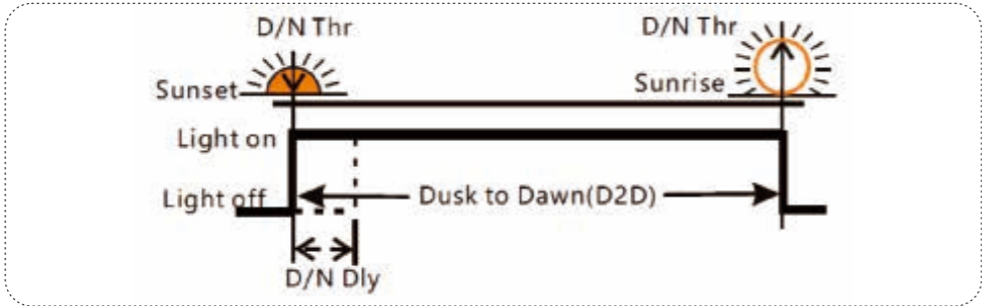 D/N Thr
D/N Thr
Sunset
Sunrise
Light on
Light off
Dusk to Dawn(D2D)
D/N Dly